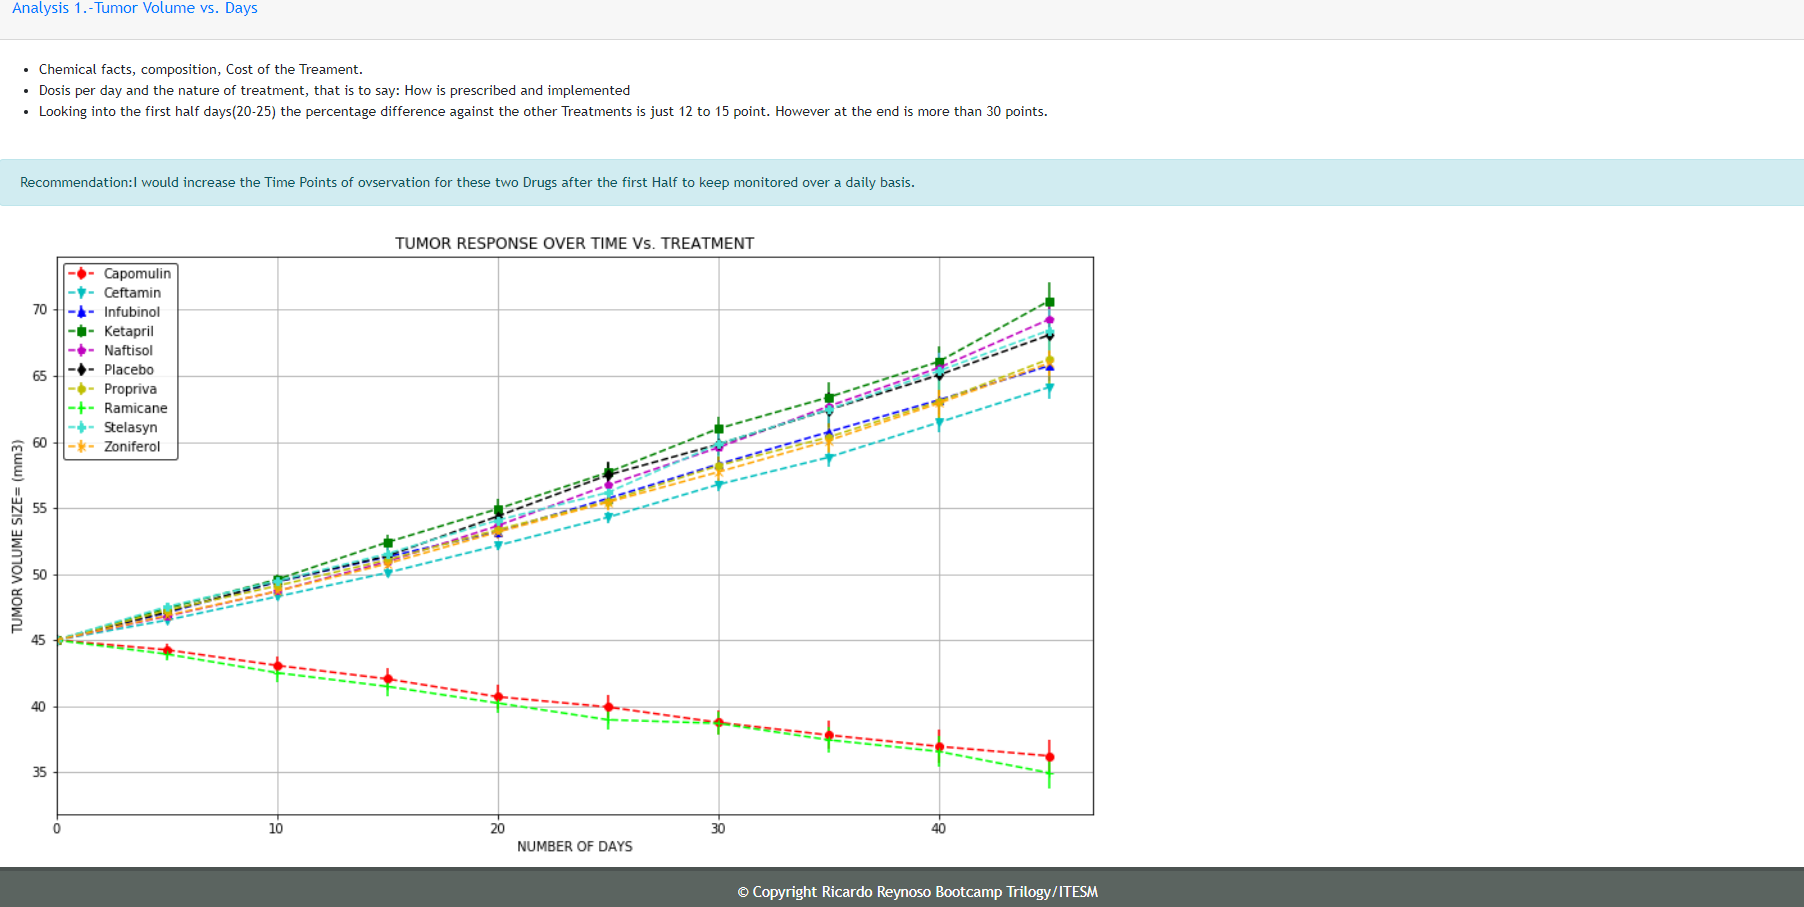 Analysis 1.-Tumor Volume vs. Days
Chemical facts, composition, Cost of the Treament.
Dosis per day and the nature of treatment, that is to say: How is prescribed and implemented
Looking into the first half days(20-25) the percentage difference against the other Treatments is just 12 to 15 point. However at the end is more than 30 points.
Recommendation:I would increase the Time Points of ovservation for these two Drugs after the first Half to keep monitored over a daily basis.
TUMOR RESPONSE OVER TIME Vs. TREATMENT
Capomulin
Ceftamin
Infubinol
Ketapril
Naftisol
Placebo
Propriva
Ramicane
Stelasyn
Zoniferol
TUMOR VOLUME SIZE= (mm3)
70
65
60
55
50
45
40
35
0 10 20 30 40
NUMBER OF DAYS
© Copyright Ricardo Reynoso Bootcamp Trilogy/ITESM